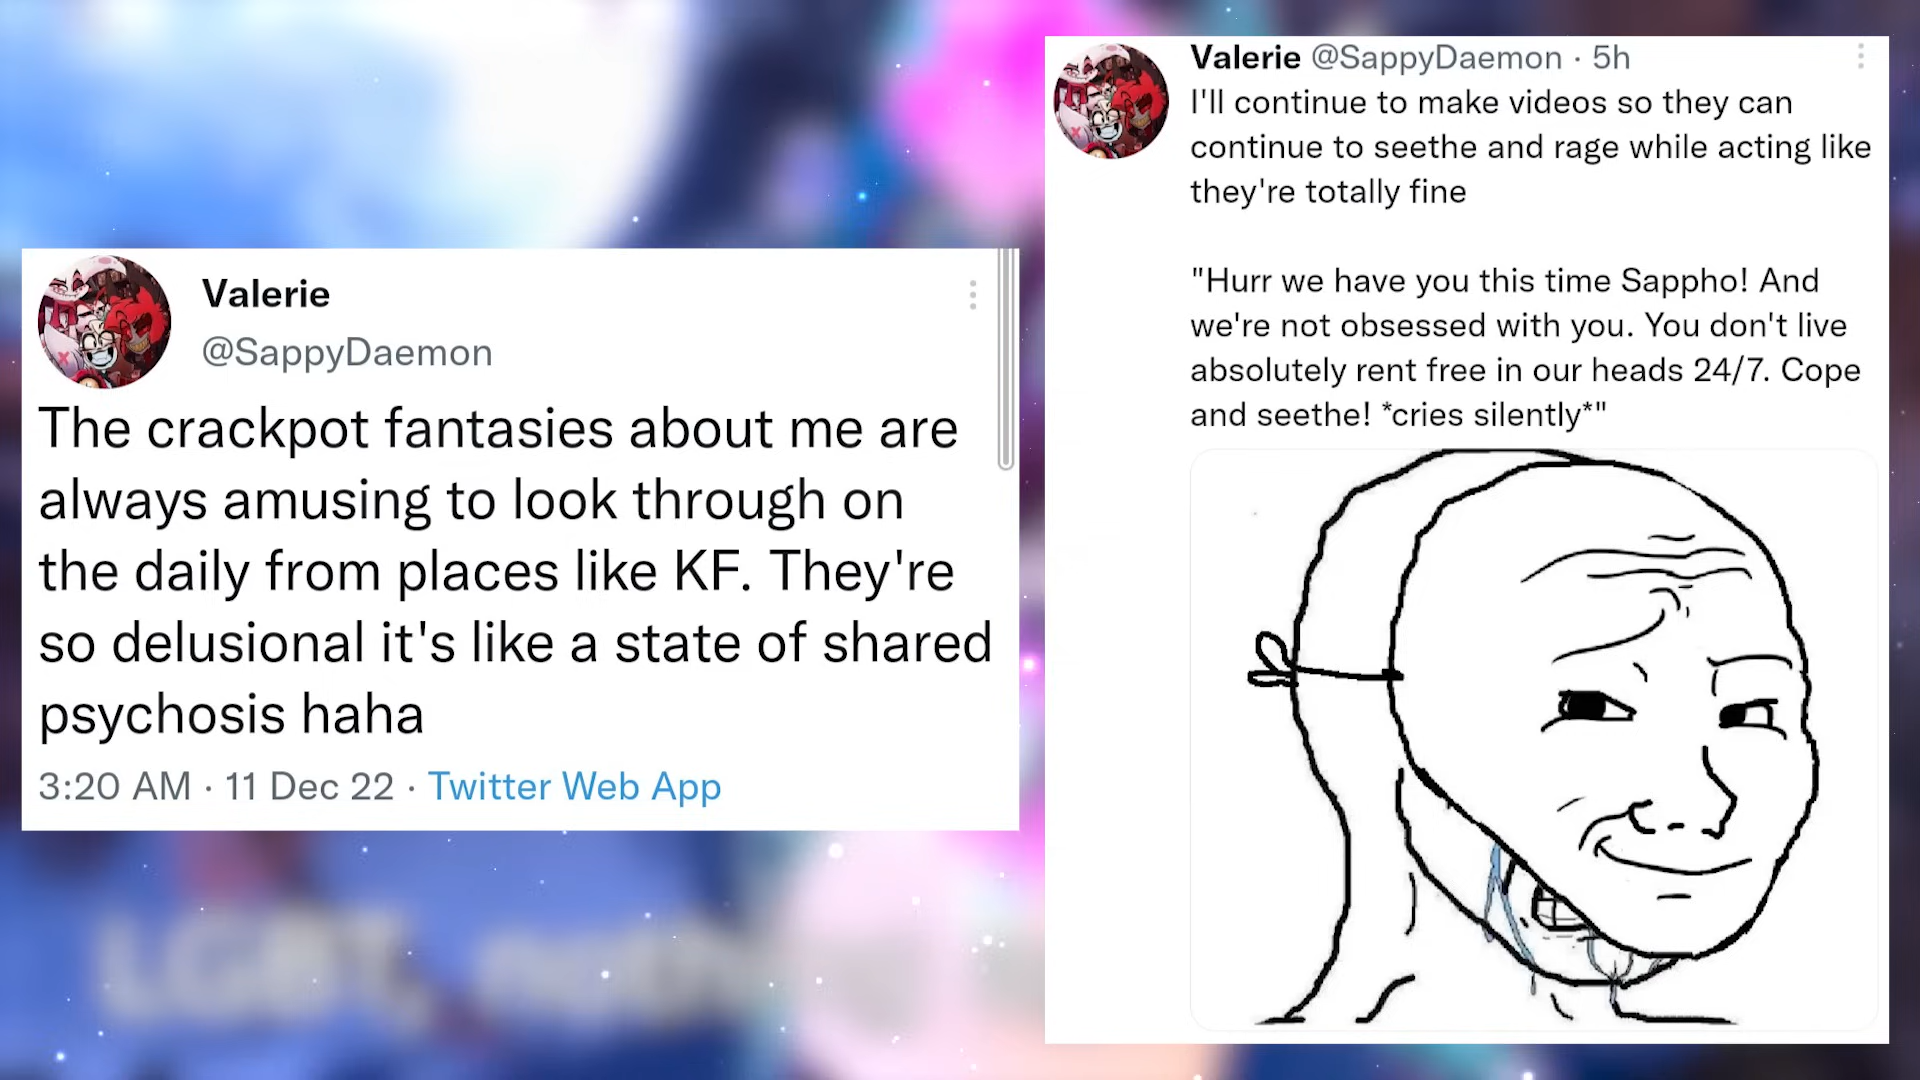 Valerie
@SappyDaemon
The crackpot fantasies about me are
always amusing to look through on
the daily from places like KF. They're
so delusional it's like a state of shared
psychosis haha
3:20 AM · 11 Dec 22 · Twitter Web App
Valerie @SappyDaemon · 5h
I'll continue to make videos so they can
continue to seethe and rage while acting like
they're totally fine
"Hurr we have you this time Sappho! And
we're not obsessed with you. You don't live
absolutely rent free in our heads 24/7. Cope
and seethe! *cries silently*"
LGBT,